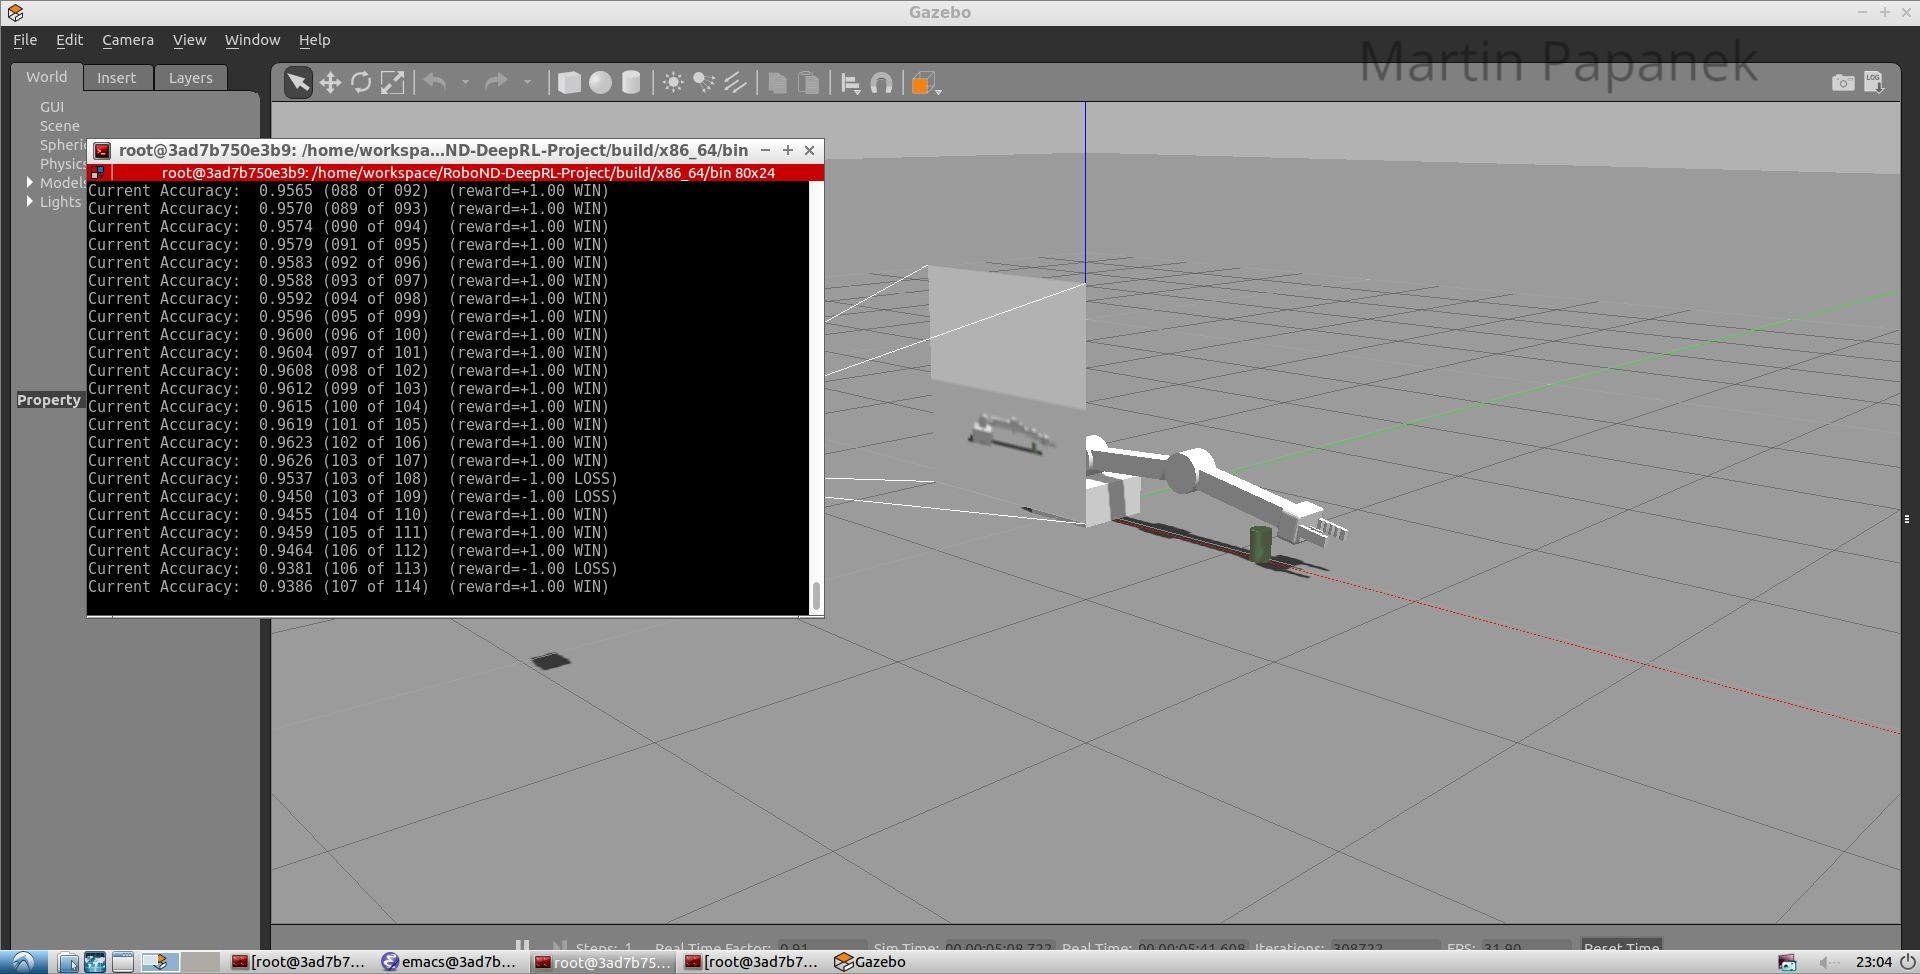 Gazebo
File Edit Camera View Window Help
Martin Papanek
World Insert Layers
LOG
GUI
Scene
Spheri
Physics
Models
Lights
Property
root@3ad7b750e3b9: /home/workspa...ND-DeepRL-Project/build/x86_64/bin
root@3ad7b750e3b9: /home/workspace/RoboND-DeepRL-Project/build/x86_64/bin 80x24
Current Accuracy: 0.9565 (088 of 092) (reward=+1.00 WIN)
Current Accuracy: 0.9570 (089 of 093) (reward=+1.00 WIN)
Current Accuracy: 0.9574 (090 of 094) (reward=+1.00 WIN)
Current Accuracy: 0.9579 (091 of 095) (reward=+1.00 WIN)
Current Accuracy: 0.9583 (092 of 096) (reward=+1.00 WIN)
Current Accuracy: 0.9588 (093 of 097) (reward=+1.00 WIN)
Current Accuracy: 0.9592 (094 of 098) (reward=+1.00 WIN)
Current Accuracy: 0.9596 (095 of 099) (reward=+1.00 WIN)
Current Accuracy: 0.9600 (096 of 100) (reward=+1.00 WIN)
Current Accuracy: 0.9604 (097 of 101) (reward=+1.00 WIN)
Current Accuracy: 0.9608 (098 of 102) (reward=+1.00 WIN)
Current Accuracy: 0.9612 (099 of 103) (reward=+1.00 WIN)
Current Accuracy: 0.9615 (100 of 104) (reward=+1.00 WIN)
Current Accuracy: 0.9619 (101 of 105) (reward=+1.00 WIN)
Current Accuracy: 0.9623 (102 of 106) (reward=+1.00 WIN)
Current Accuracy: 0.9626 (103 of 107) (reward=+1.00 WIN)
Current Accuracy: 0.9537 (103 of 108) (reward=-1.00 LOSS)
Current Accuracy: 0.9450 (103 of 109) (reward=-1.00 LOSS)
Current Accuracy: 0.9455 (104 of 110) (reward=+1.00 WIN)
Current Accuracy: 0.9459 (105 of 111) (reward=+1.00 WIN)
Current Accuracy: 0.9464 (106 of 112) (reward=+1.00 WIN)
Current Accuracy: 0.9381 (106 of 113) (reward=-1.00 LOSS)
Current Accuracy: 0.9386 (107 of 114) (reward=+1.00 WIN)
Steps: 1 Real Time Factor: 0.91 Sim Time: 00 00:05:08.722 Real Time: 00 00:05:41.608 Iterations: 308722 FPS: 31.90 Reset Time
[root@3ad7b7... emacs@3ad7b... root@3ad7b75... [root@3ad7b7... Gazebo 23:04